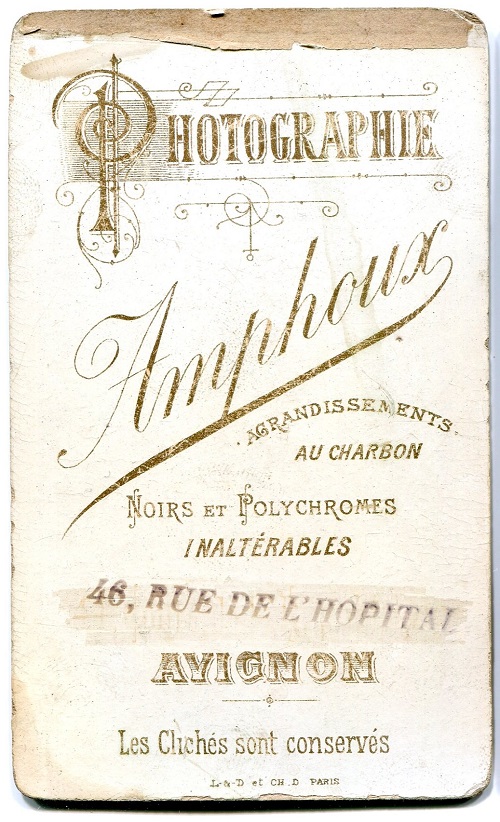 PHOTOGRAPHIE
Amphoux
AGRANDISSEMENTS
AU CHARBON
NOIRS ET POLYCHROMES
INALTÉRABLES
46, RUE DE L'HOPITAL
AVIGNON
Les Clichés sont conservés
L-&-D et CH.D PARIS